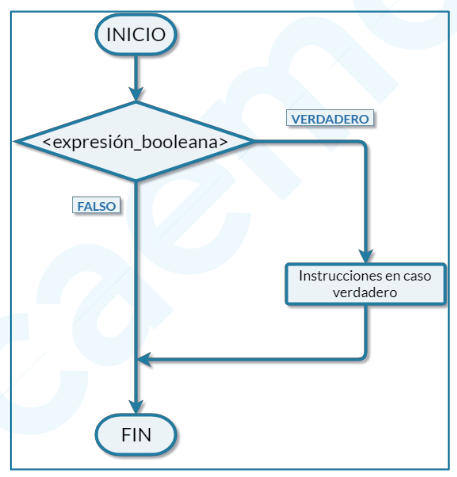 INICIO
<expresión_booleana>
VERDADERO
FALSO
Instrucciones en caso
verdadero
FIN